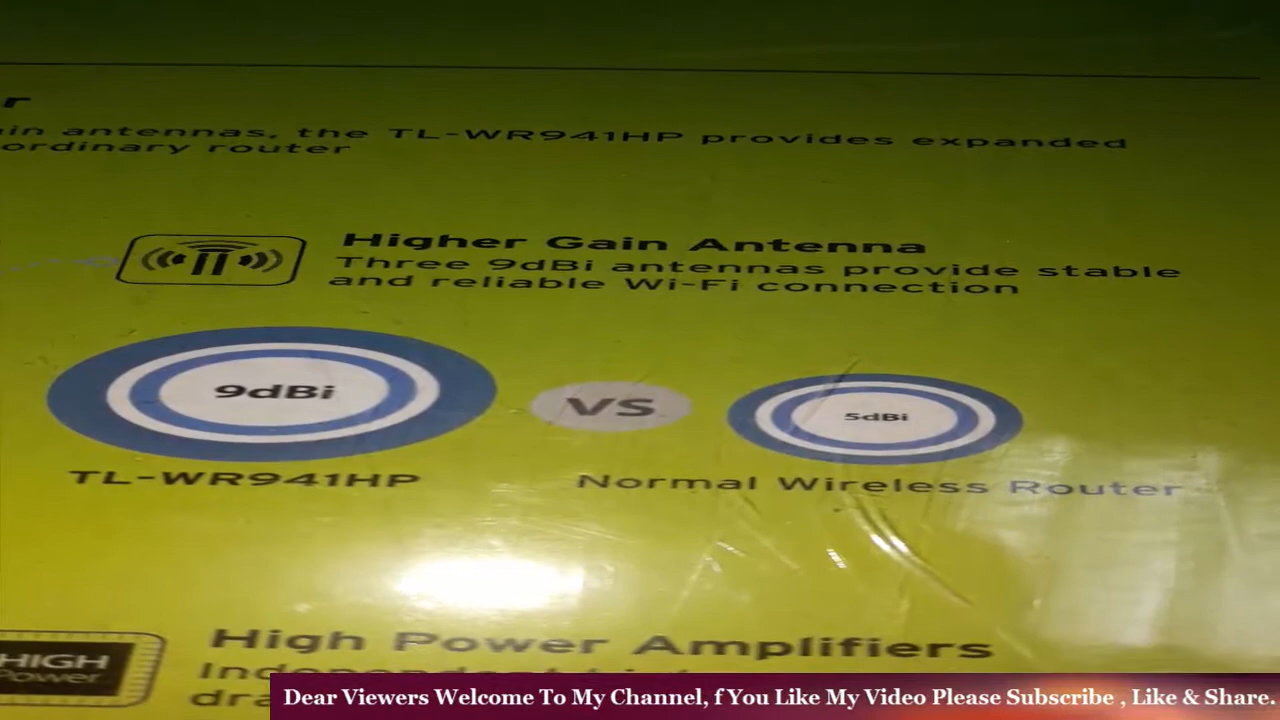 r
in antennas, the TL-WR941HP provides expanded
ordinary router
Higher Gain Antenna
Three 9dBi antennas provide stable
and reliable Wi-Fi connection
9dBi
VS
5dBi
TL-WR941HP
Normal Wireless Router
HIGH
Power
High Power Amplifiers
Dear Viewers Welcome To My Channel, f You Like My Video Please Subscribe , Like & Share.